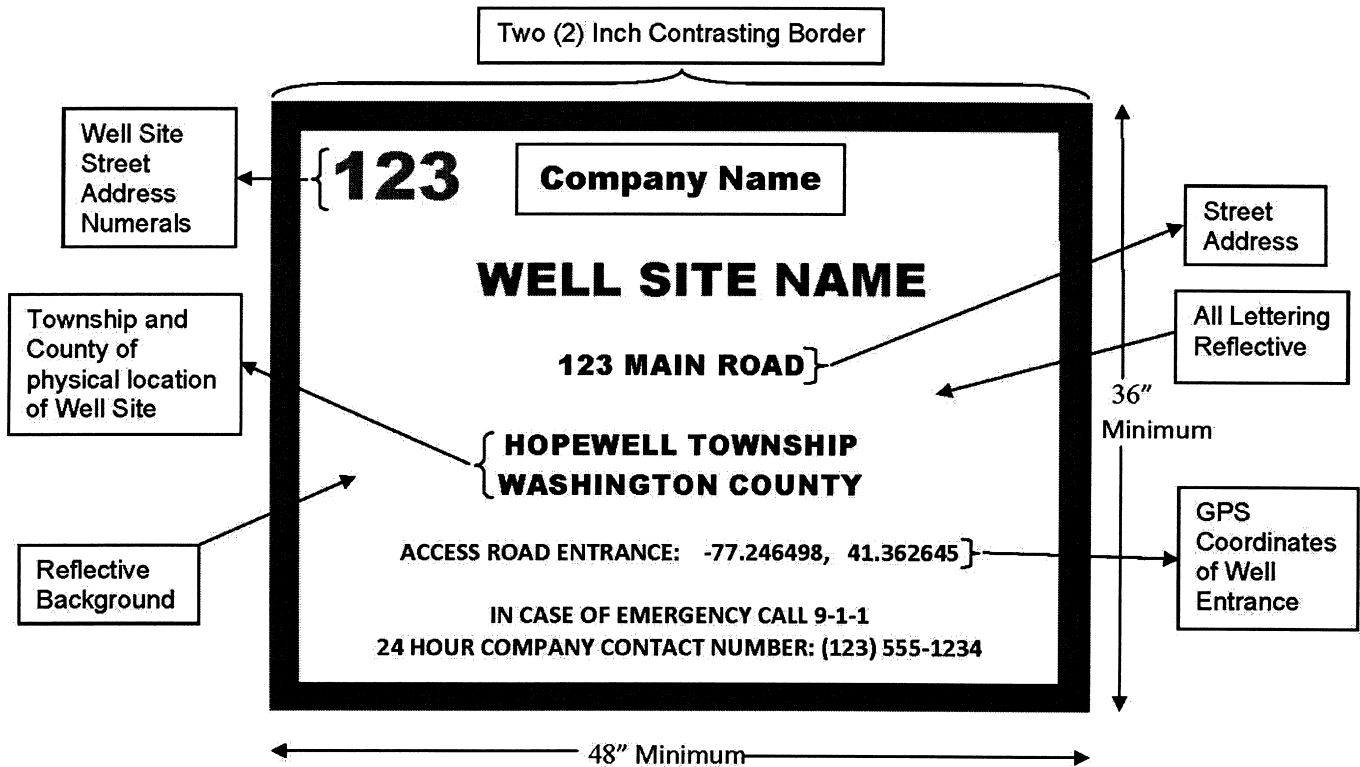 Two (2) Inch Contrasting Border
Well Site
Street
Address
Numerals
123
Company Name
Street
Address
WELL SITE NAME
Township and
County of
physical location
of Well Site
All Lettering
Reflective
123 MAIN ROAD
36"
Minimum
HOPEWELL TOWNSHIP
WASHINGTON COUNTY
GPS
Coordinates
of Well
Entrance
ACCESS ROAD ENTRANCE: -77.246498, 41.362645
Reflective
Background
IN CASE OF EMERGENCY CALL 9-1-1
24 HOUR COMPANY CONTACT NUMBER: (123) 555-1234
48" Minimum